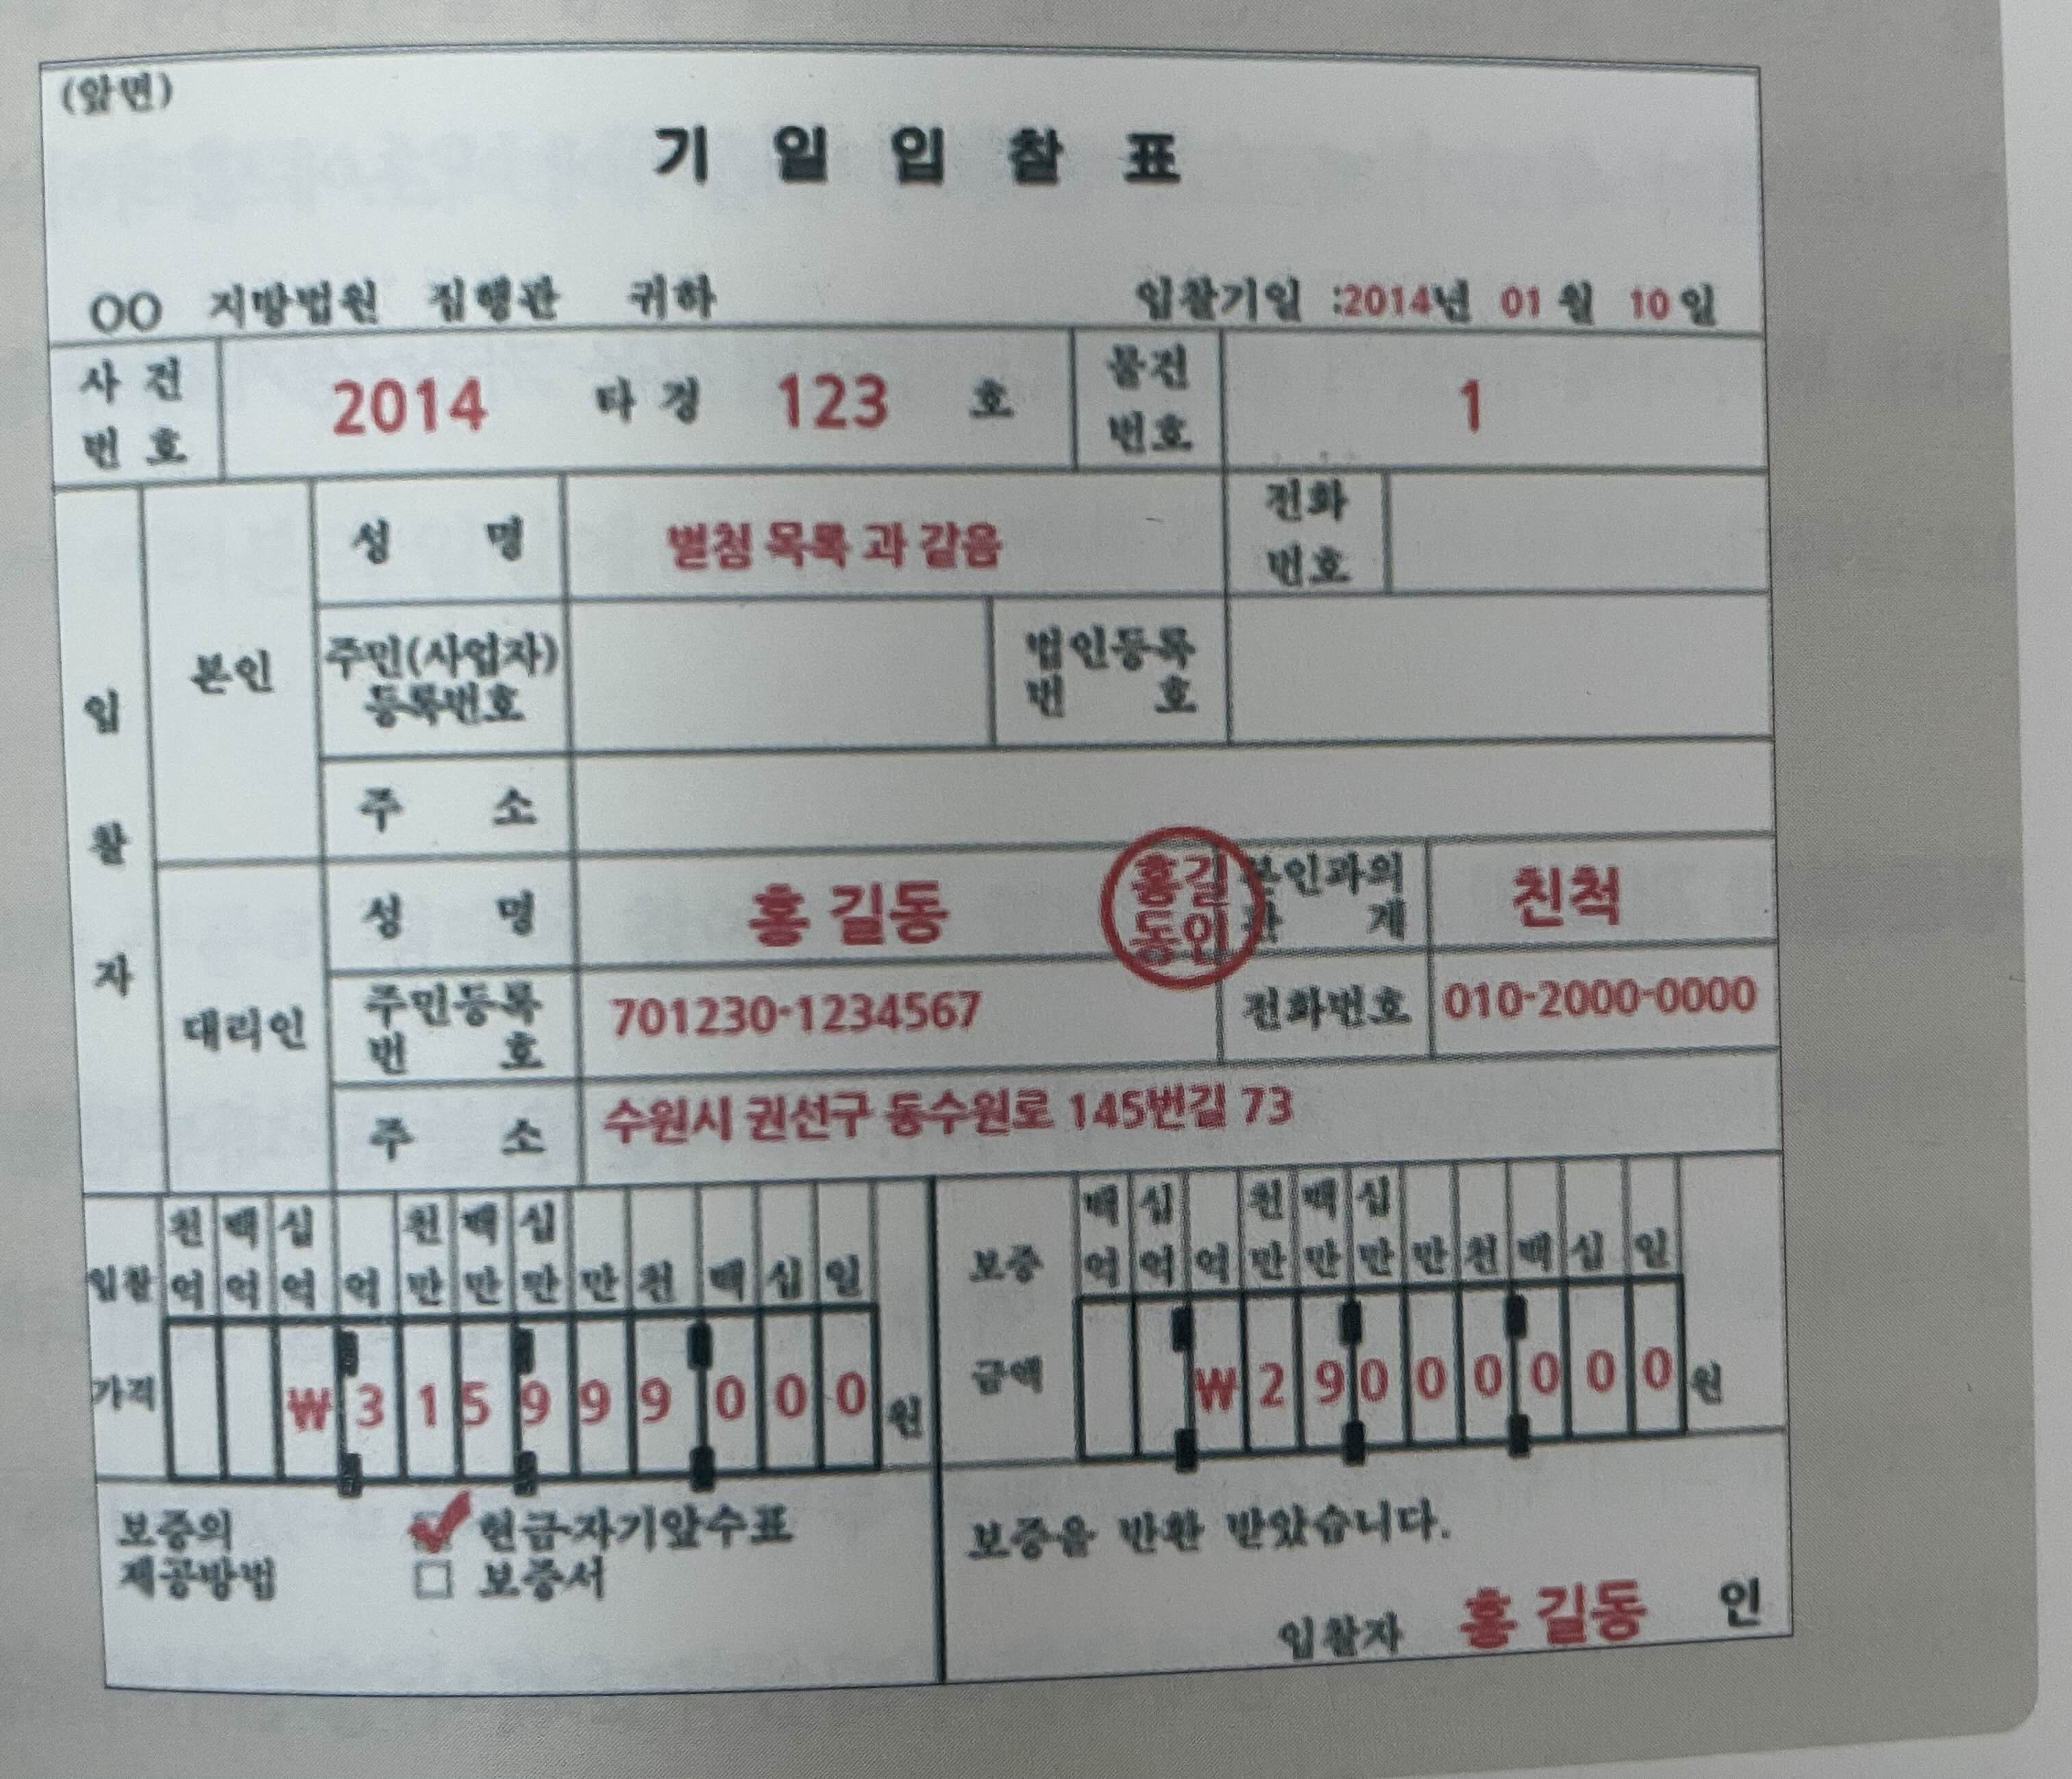 (앞면)
기 일 입 찰 표
OO 지방법원 집행관 귀하 입찰기일 :2014년 01월 10일
사건번호 2014 타경 123 호 물건번호 1
입찰자
본인
성 명 별첨 목록 과 같음 전화번호
주민(사업자)등록번호 법인등록번호
주 소
대리인
성 명 홍 길동 홍길동인 본인과의관계 친척
주민등록번호 701230-1234567 전화번호 010-2000-0000
주 소 수원시 권선구 동수원로 145번길 73
입찰가격 천억 백억 십억 억 천만 백만 십만 만 천 백 십 일
₩ 3 1 5 9 9 9 0 0 0 원
보증금액 백억 십억 억 천만 백만 십만 만 천 백 십 일
₩ 2 9 0 0 0 0 0 0 원
보증의 제공방법
현금·자기앞수표
보증서
보증을 반환 받았습니다.
입찰자 홍 길동 인